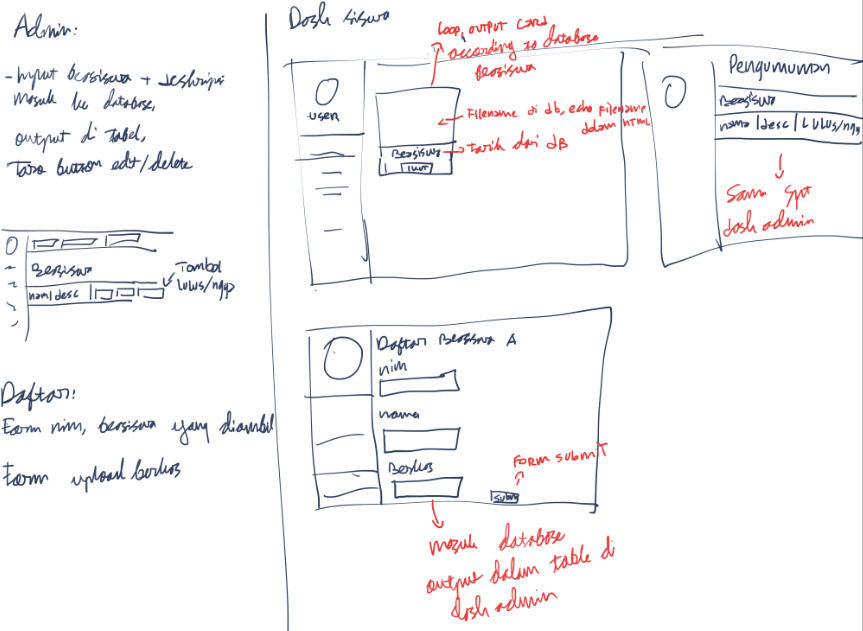 Admin:
- Input beasiswa + deskripsi
masuk ke database,
output di tabel,
Taro button edit/delete
Beasiswa
nam|desc
Tombol
Lulus/ngga
Daftar:
Form nim, beasiswa yang diambil
Form upload berkas
Dash siswa
Loop, output card
according to database
beasiswa
user
Beasiswa
Filename di db, echo filename
dalam html
Tarik dari dB
Pengumuman
Beasiswa
nama|desc|Lulus/ngga
Sama spt
dash admin
Daftar Beasiswa A
nim
nama
Berkas
submit
Form submit
masuk database
output dalam table di
dash admin